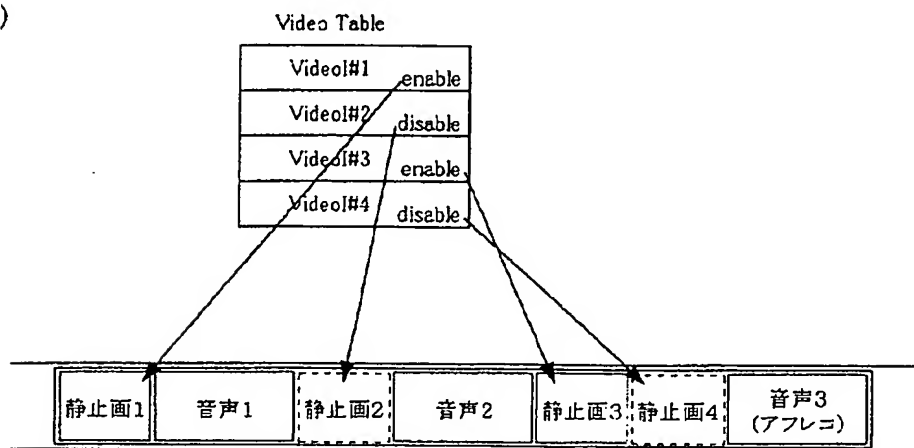 )
Video Table
VideoI#1 enable
VideoI#2 disable
VideoI#3 enable
VideoI#4 disable
静止画1 音声1 静止画2 音声2 静止画3 静止画4 音声3
(アフレコ)